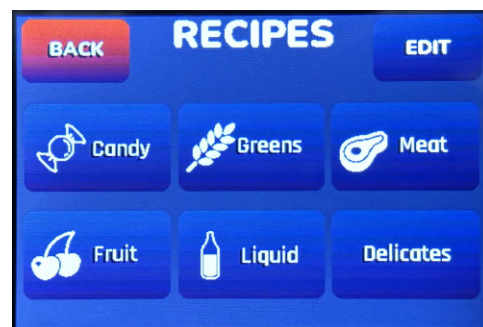 BACK
RECIPES
EDIT
Candy
Greens
Meat
Fruit
Liquid
Delicates